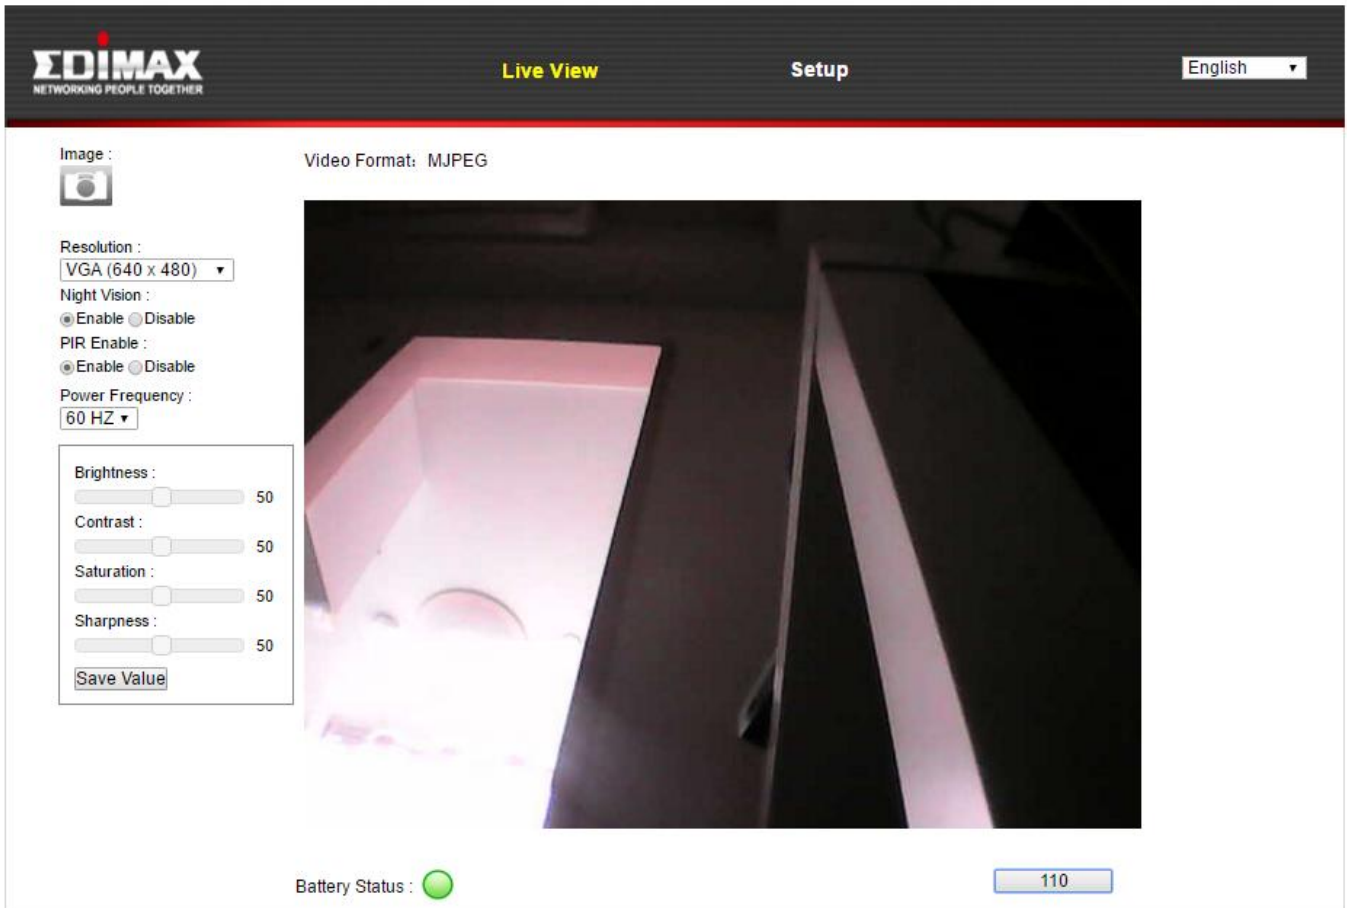 EDIMAX
NETWORKING PEOPLE TOGETHER
Live View
Setup
English
Image :
Video Format: MJPEG
Resolution :
VGA (640 x 480)
Night Vision :
Enable Disable
PIR Enable :
Enable Disable
Power Frequency :
60 HZ
Brightness :
50
Contrast :
50
Saturation :
50
Sharpness :
50
Save Value
Battery Status :
110